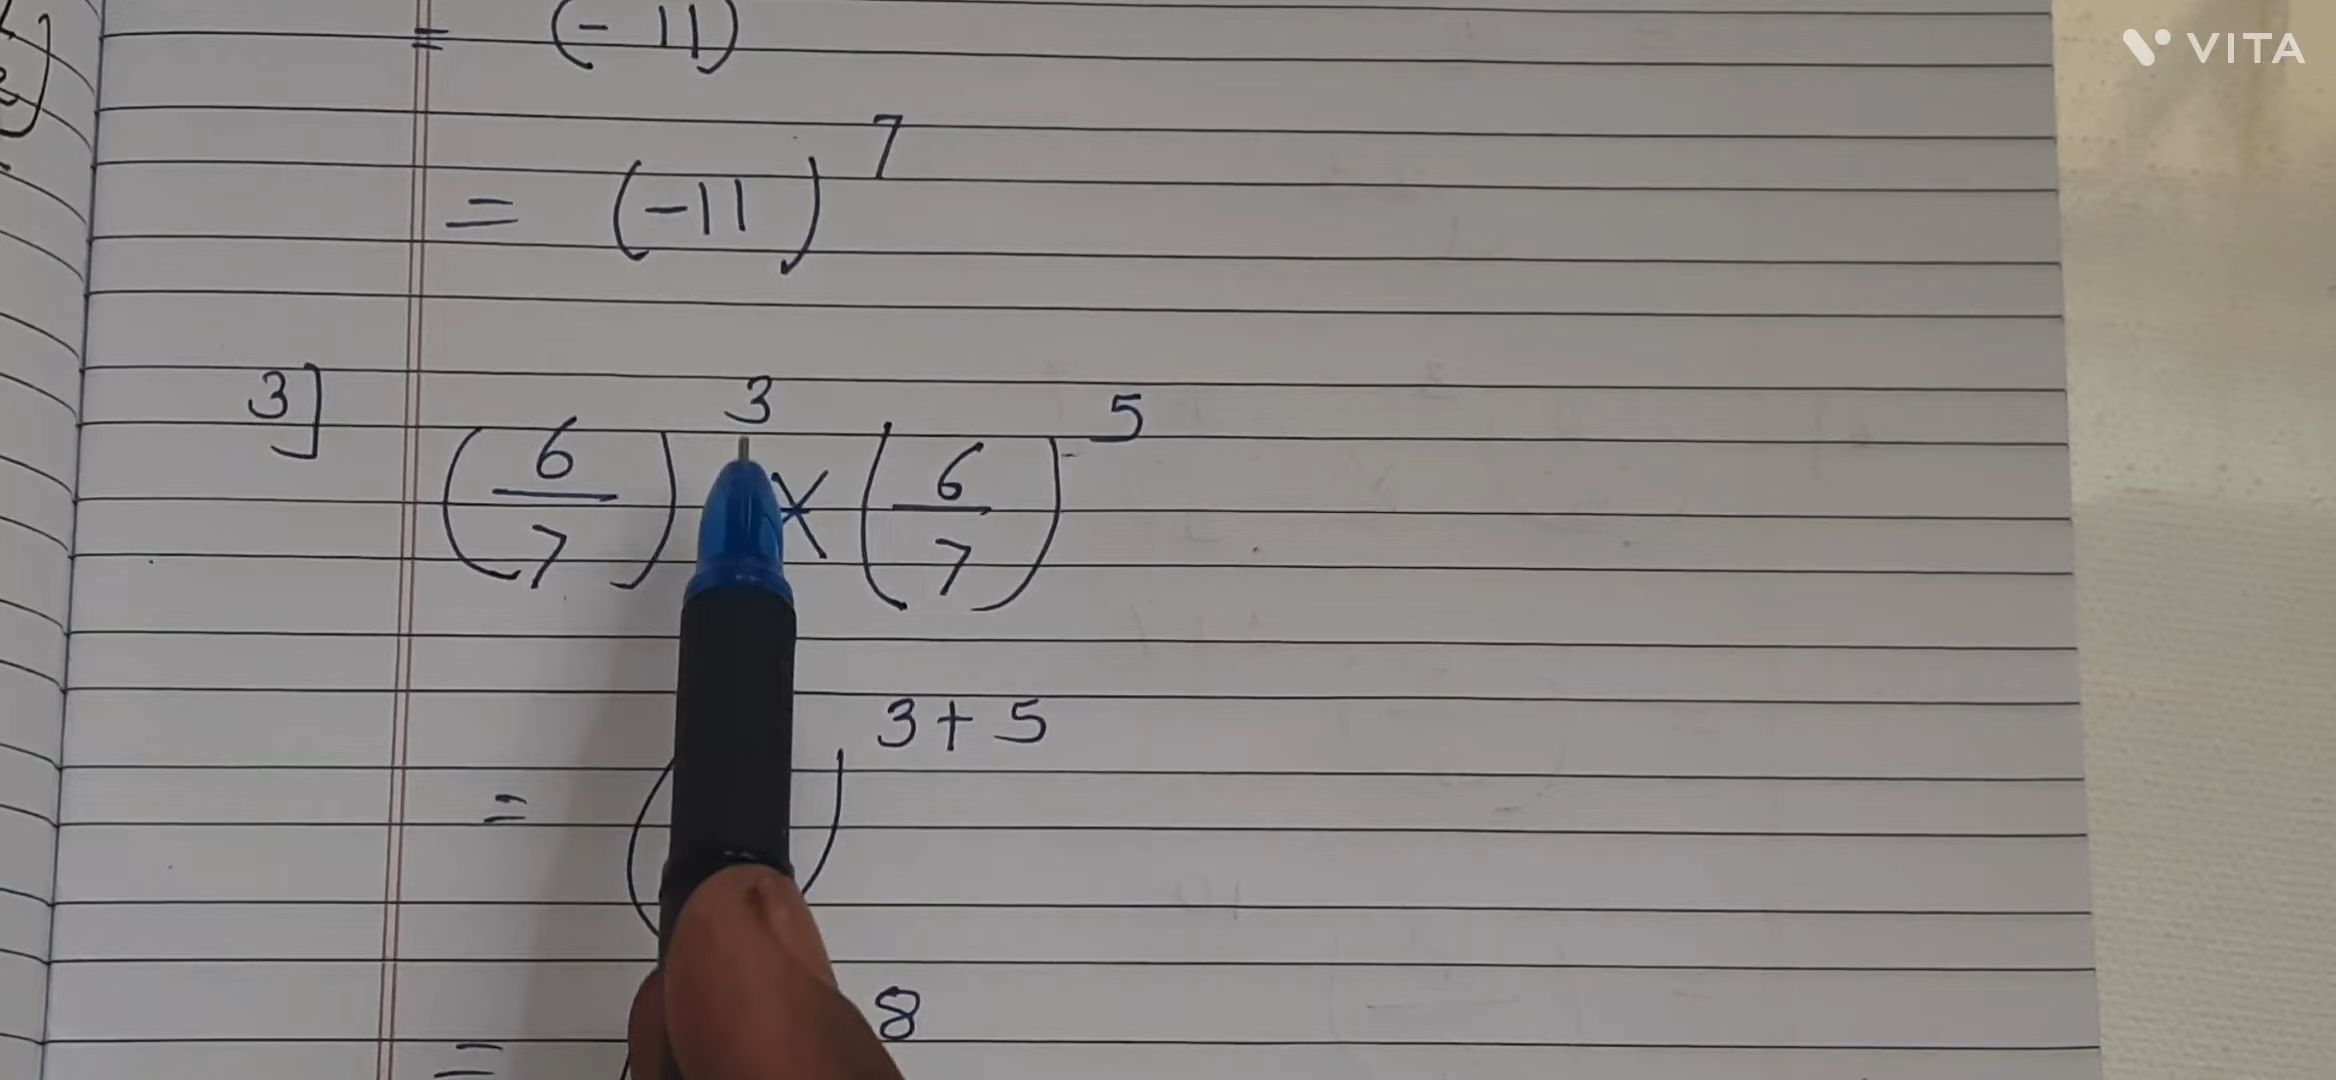 VITA
= (-11)
= (-11)^7
3] (6/7)^3 × (6/7)^5
= ( )^3+5
= 8